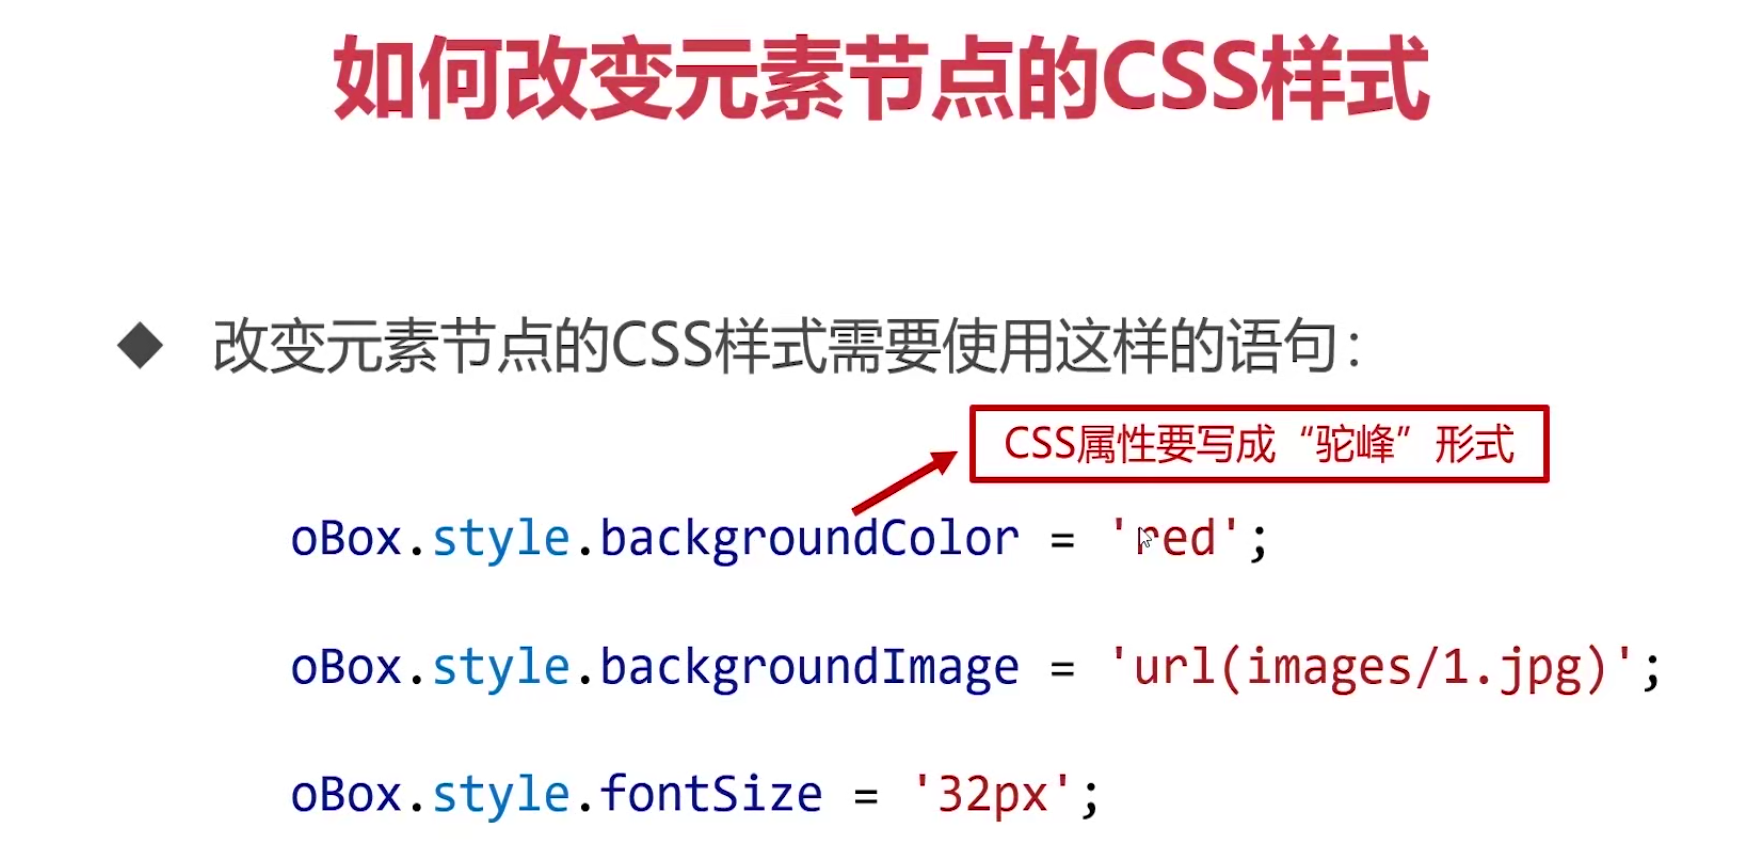 如何改变元素节点的CSS样式
◆ 改变元素节点的CSS样式需要使用这样的语句：
CSS属性要写成“驼峰”形式
oBox.style.backgroundColor = 'red';
oBox.style.backgroundImage = 'url(images/1.jpg)';
oBox.style.fontSize = '32px';